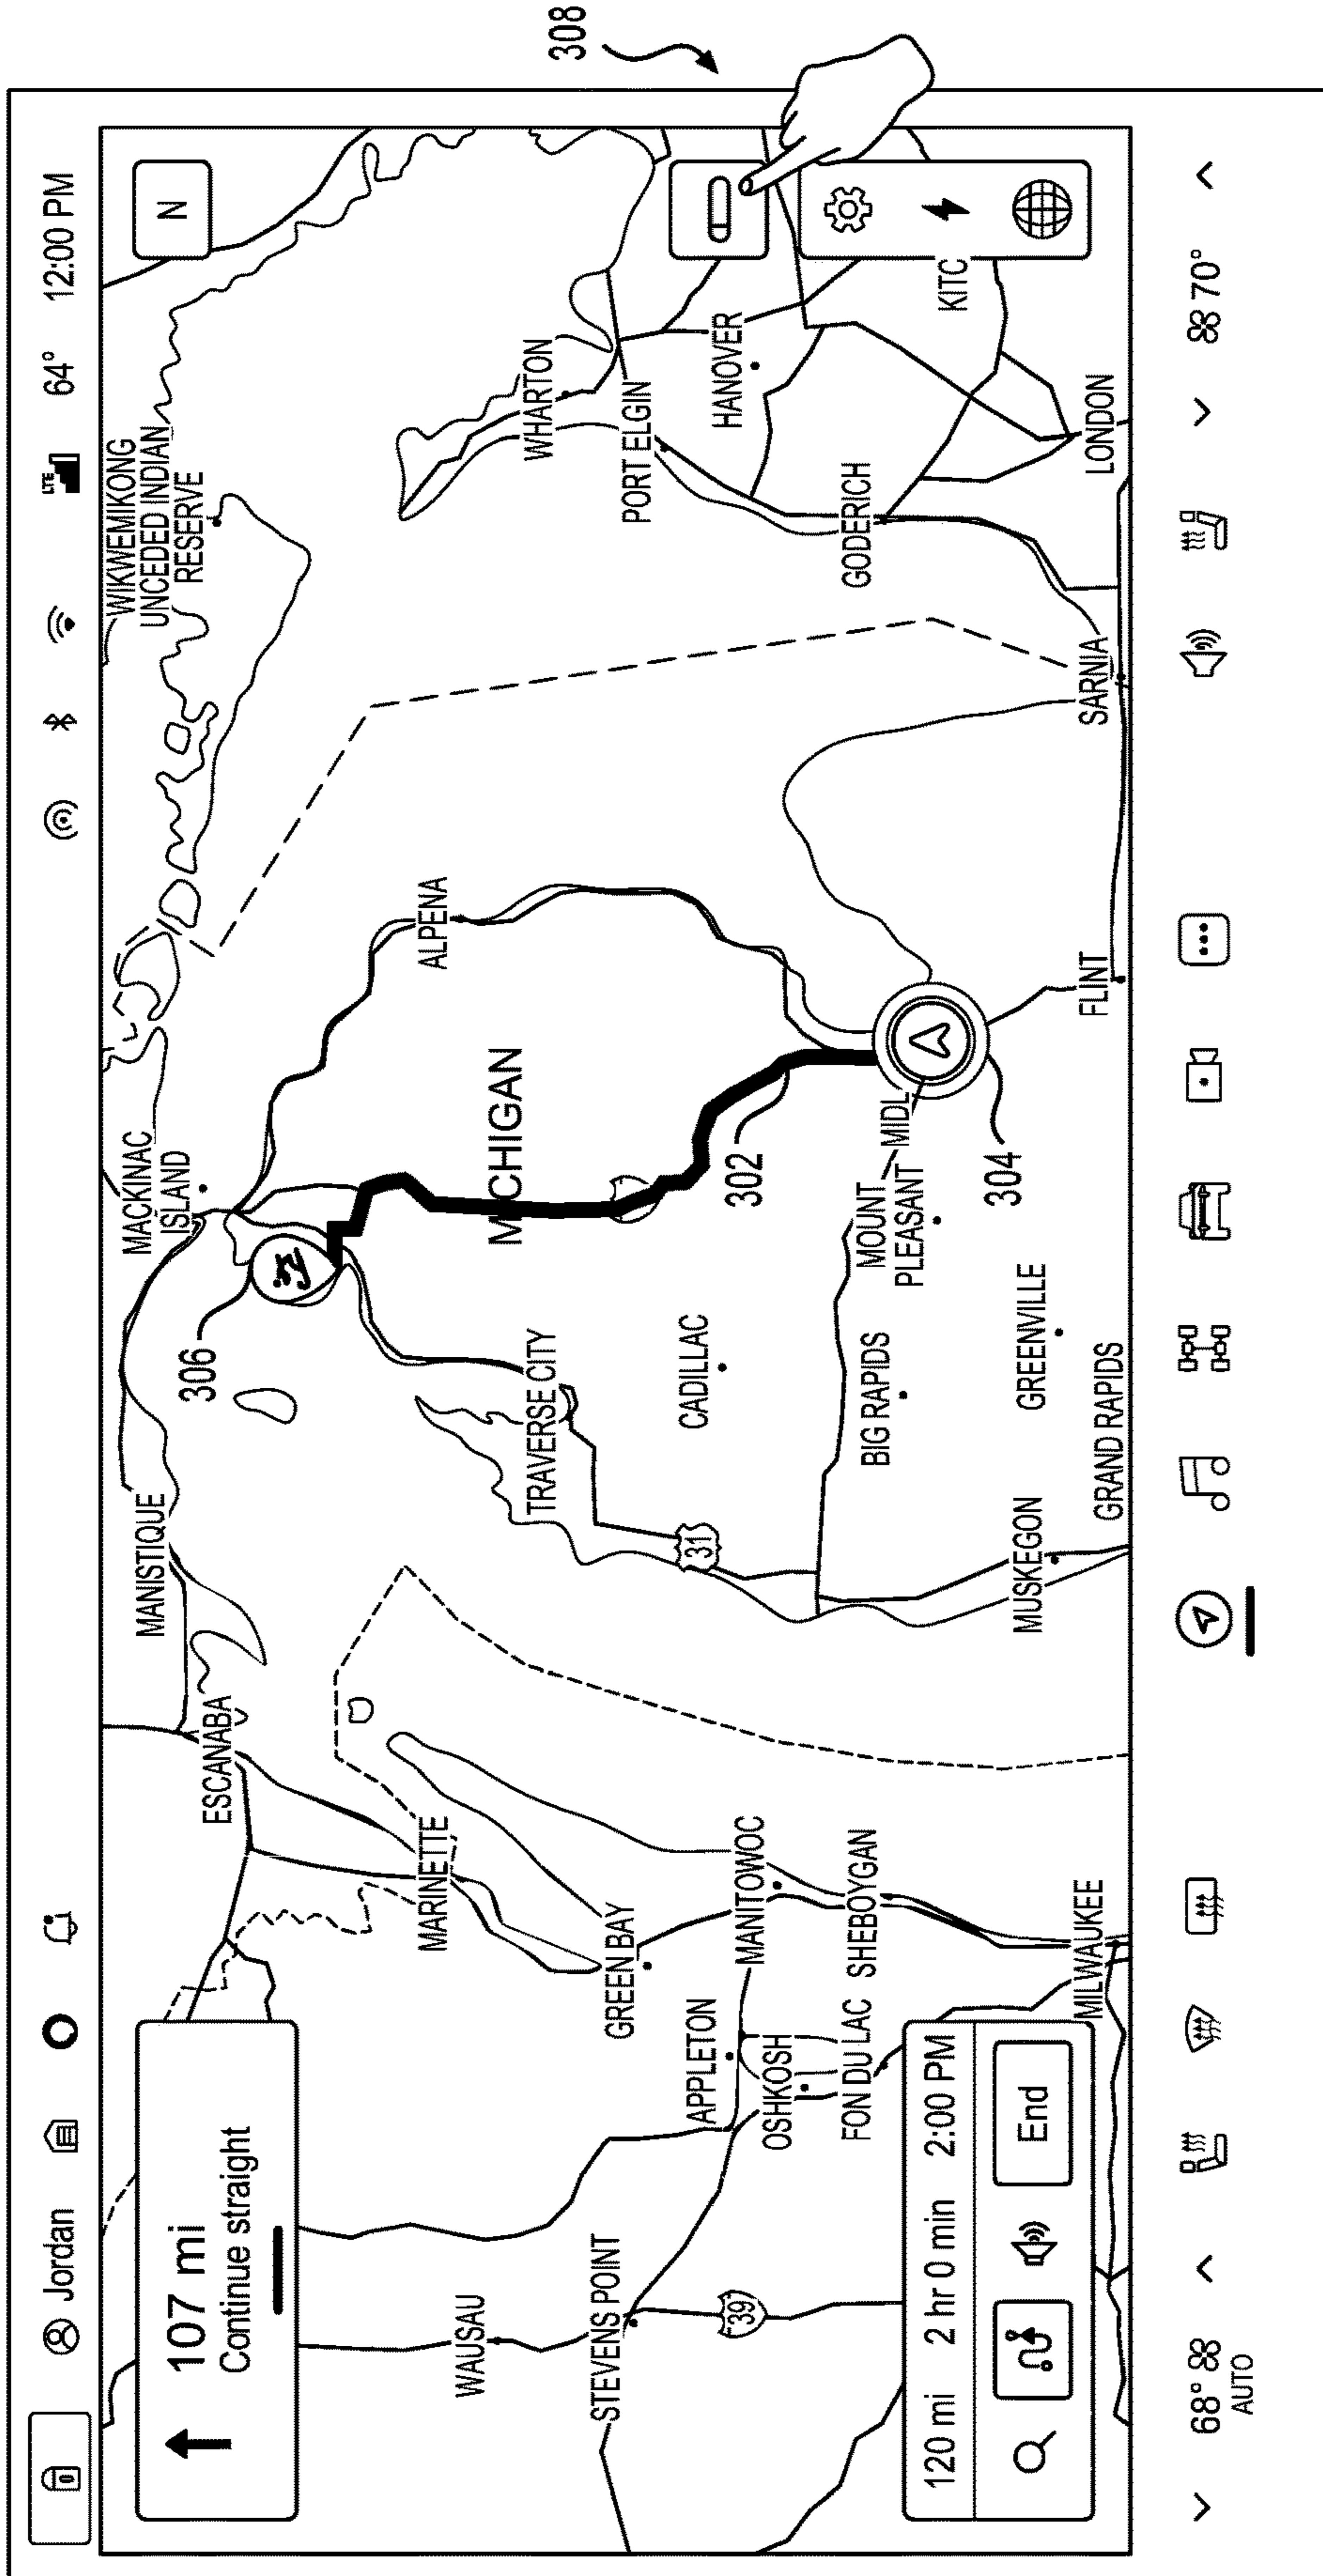 Jordan
LTE
64°
12:00 PM
107 mi
Continue straight
N
308
WIKWEMIKONG
UNCEDED INDIAN
RESERVE
MACKINAC
ISLAND
MANISTIQUE
ESCANABA
306
MARINETTE
ALPENA
WAUSAU
MICHIGAN
TRAVERSE CITY
WHARTON
STEVENS POINT
GREEN BAY
PORT ELGIN
39
APPLETON
31
CADILLAC
HANOVER
302
OSHKOSH
MANITOWOC
FON DU LAC
SHEBOYGAN
BIG RAPIDS
MOUNT
PLEASANT
MIDL
GODERICH
KITC
304
120 mi 2 hr 0 min 2:00 PM
End
MILWAUKEE
MUSKEGON
GREENVILLE
GRAND RAPIDS
FLINT
SARNIA
LONDON
68°
AUTO
70°